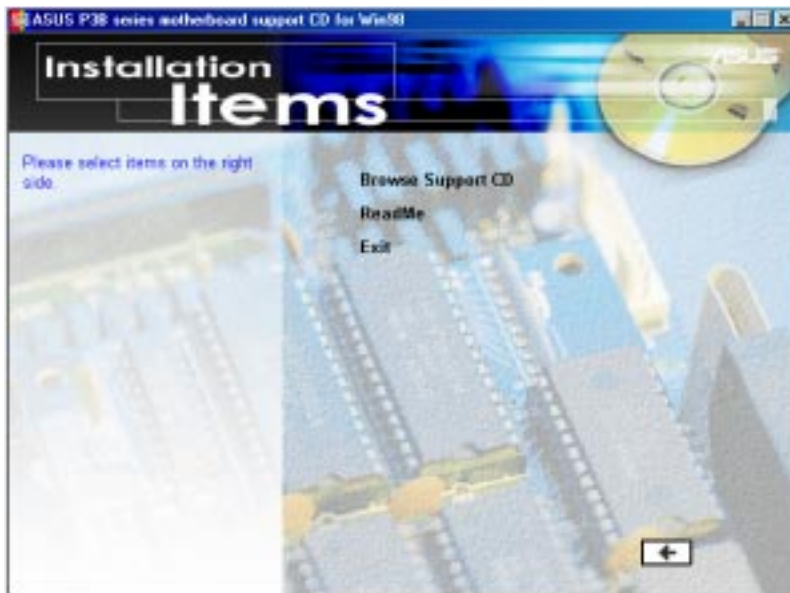 ASUS P3B series motherboard support CD for Win98
ASUS
Installation
Items
Please select items on the right
side.
Browse Support CD
ReadMe
Exit